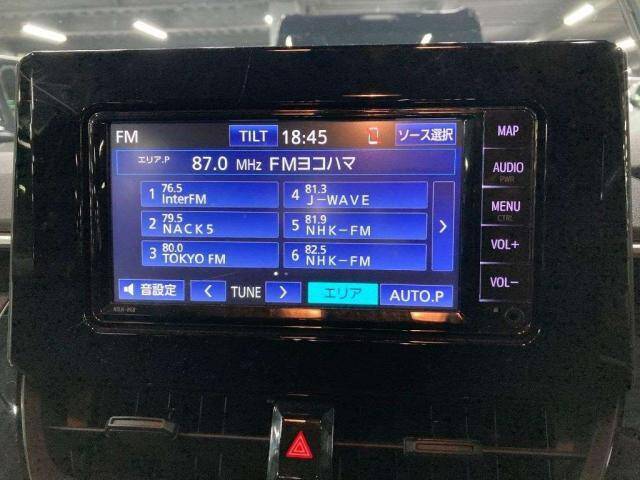 FM TILT 18:45 ソース選択
エリア.P 87.0 MHz FMヨコハマ
1 76.5 InterFM
4 81.3 J-WAVE
2 79.5 NACK5
5 81.9 NHK-FM
3 80.0 TOKYO FM
6 82.5 NHK-FM
音設定 < TUNE > エリア AUTO.P
MAP
AUDIO
PWR
MENU
CTRL
VOL+
VOL-